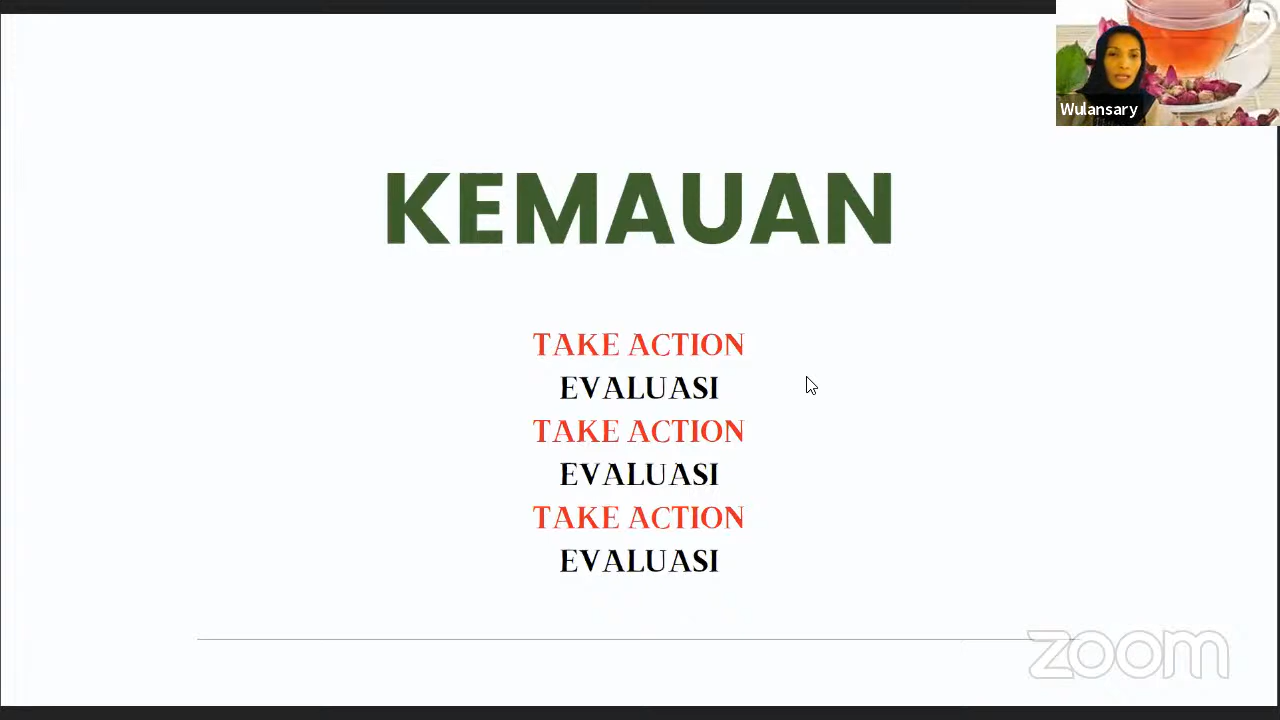 Wulansary
KEMAUAN
TAKE ACTION
EVALUASI
TAKE ACTION
EVALUASI
TAKE ACTION
EVALUASI
zoom